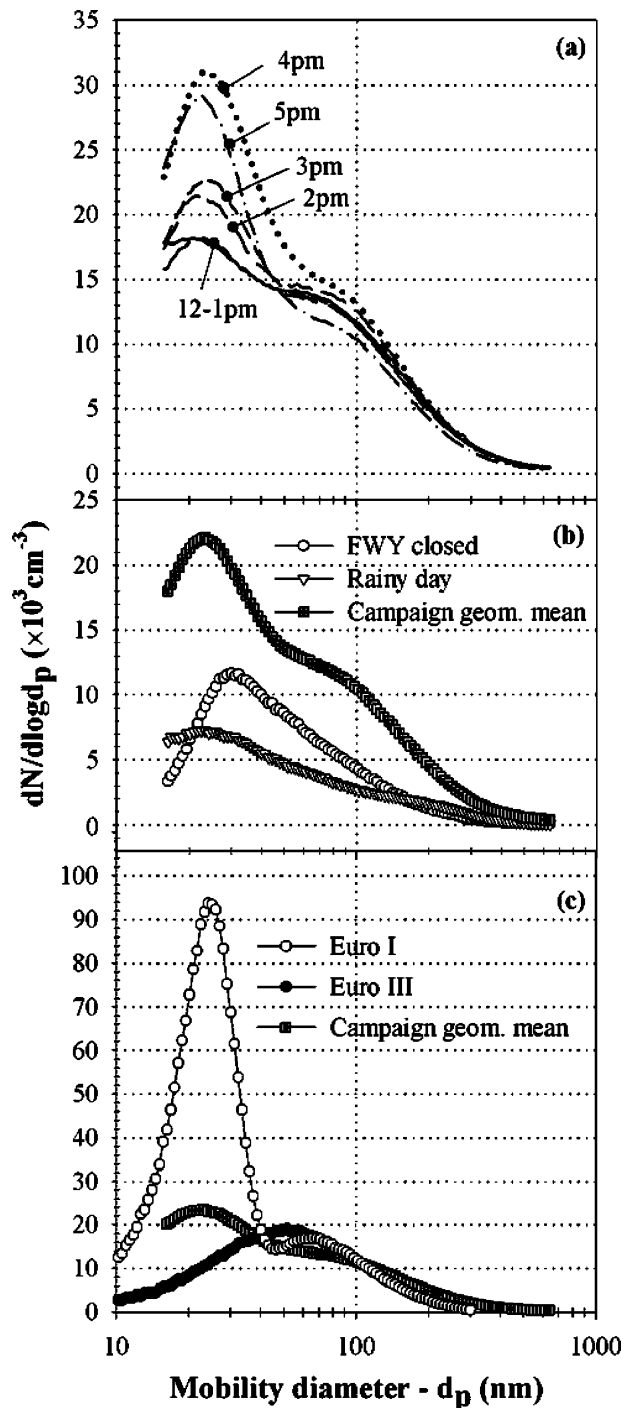 35
(a)
4pm
30
5pm
25
3pm
20
2pm
15
12-1pm
10
5
0
25
(b)
FWY closed
20
Rainy day
Campaign geom. mean
15
10
5
0
dN/dlogdp (×10³cm⁻³)
100
(c)
90
Euro I
80
Euro III
70
Campaign geom. mean
60
50
40
30
20
10
0
10
100
1000
Mobility diameter - dp (nm)